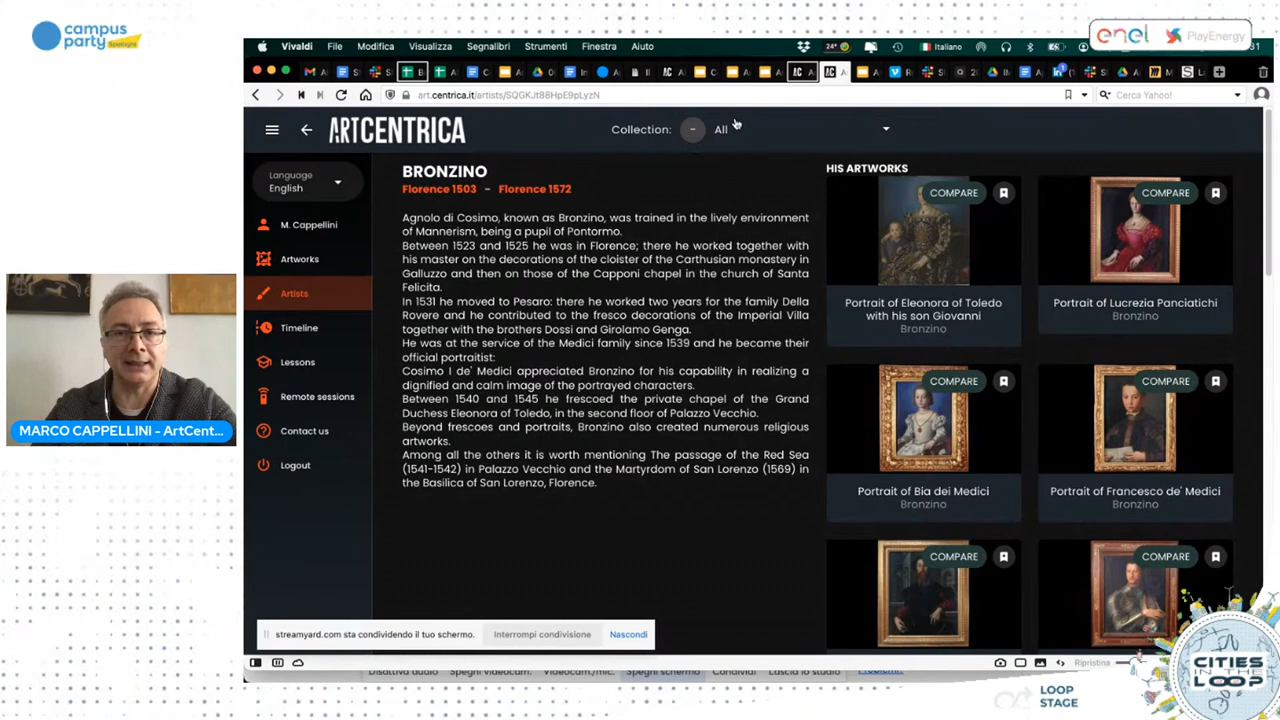 campus
party
enel
PlayEnergy
Vivaldi File Modifica Visualizza Segnalibri Strumenti Finestra Aiuto
24°
Italiano
art.centrica.it/artists/SQGKJt88HpE9pLyzN
Cerca Yahoo!
ARTCENTRICA
Collection: - All
Language
English
M. Cappellini
Artworks
Artists
Timeline
Lessons
Remote sessions
Contact us
Logout
BRONZINO
Florence 1503 - Florence 1572
Agnolo di Cosimo, known as Bronzino, was trained in the lively environment
of Mannerism, being a pupil of Pontormo.
Between 1523 and 1525 he was in Florence; there he worked together with
his master on the decorations of the cloister of the Carthusian monastery in
Galluzzo and then on those of the Capponi chapel in the church of Santa
Felicita.
In 1531 he moved to Pesaro: there he worked two years for the family Della
Rovere and he contributed to the fresco decorations of the Imperial Villa
together with the brothers Dossi and Girolamo Genga.
He was at the service of the Medici family since 1539 and he became their
official portraitist:
Cosimo I de' Medici appreciated Bronzino for his capability in realizing a
dignified and calm image of the portrayed characters.
Between 1540 and 1545 he frescoed the private chapel of the Grand
Duchess Eleonora of Toledo, in the second floor of Palazzo Vecchio.
Beyond frescoes and portraits, Bronzino also created numerous religious
artworks.
Among all the others it is worth mentioning The passage of the Red Sea
(1541-1542) in Palazzo Vecchio and the Martyrdom of San Lorenzo (1569) in
the Basilica of San Lorenzo, Florence.
HIS ARTWORKS
COMPARE
COMPARE
Portrait of Eleonora of Toledo
with his son Giovanni
Bronzino
Portrait of Lucrezia Panciatichi
Bronzino
COMPARE
COMPARE
Portrait of Bia dei Medici
Bronzino
Portrait of Francesco de' Medici
Bronzino
COMPARE
COMPARE
MARCO CAPPELLINI - ArtCent...
streamyard.com sta condividendo il tuo schermo.
Interrompi condivisione
Nascondi
Ripristina
Disattiva audio Spegni videocam. Videocam./mic. Spegni schermo Condividi Lascia lo studio
LOOP
STAGE
CITIES
IN THE
LOOP